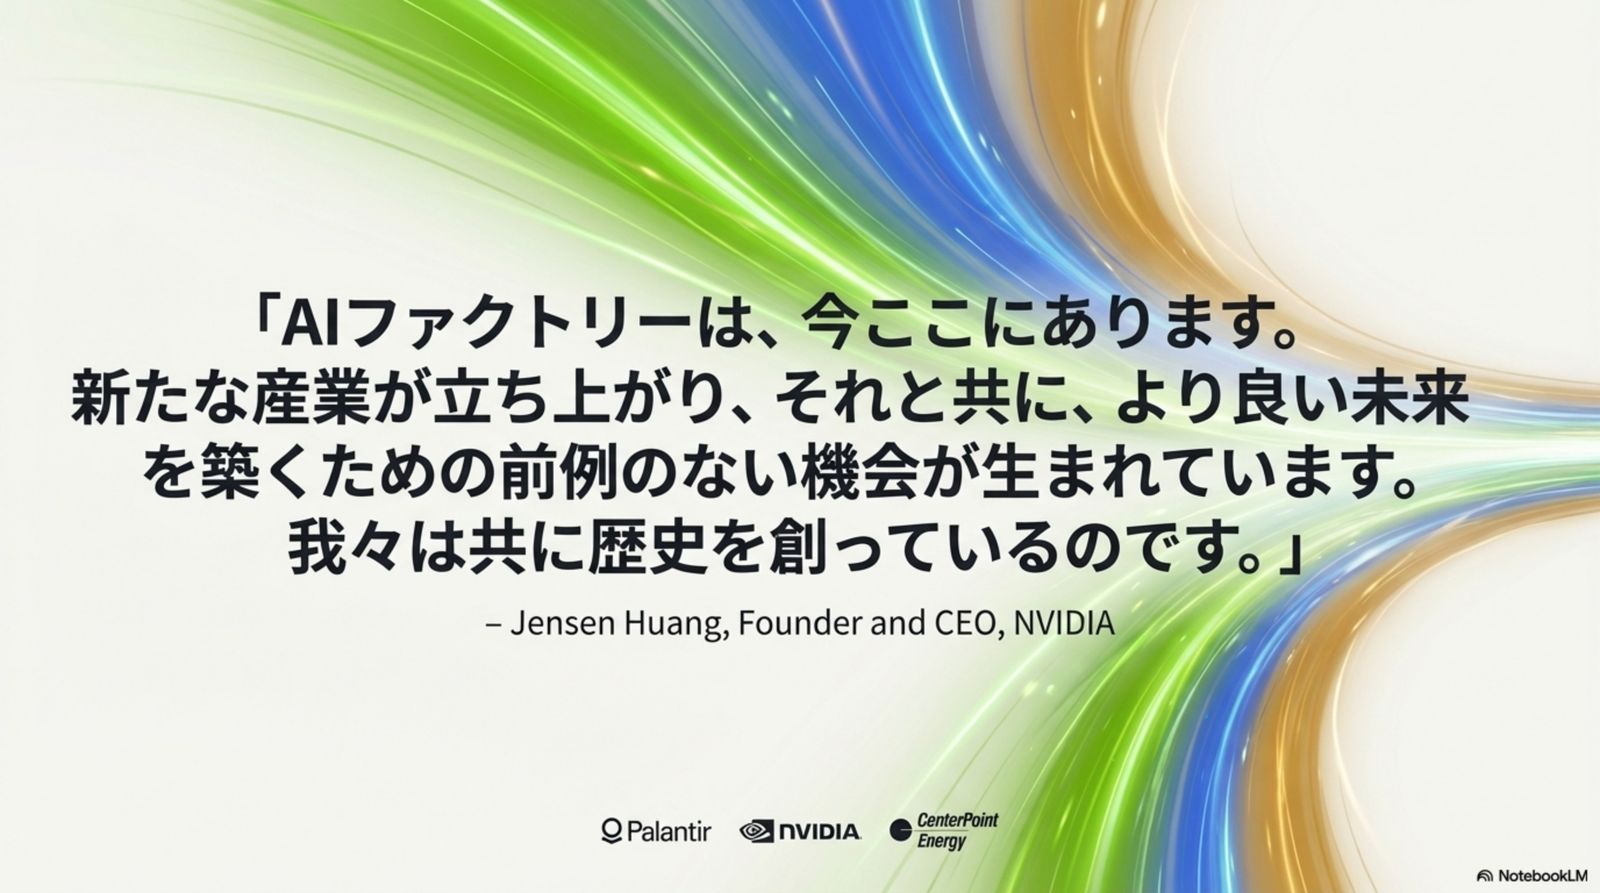 「AIファクトリーは、今ここにあります。
新たな産業が立ち上がり、それと共に、より良い未来
を築くための前例のない機会が生まれています。
我々は共に歴史を創っているのです。」
– Jensen Huang, Founder and CEO, NVIDIA
Palantir
NVIDIA
CenterPoint
Energy
NotebookLM